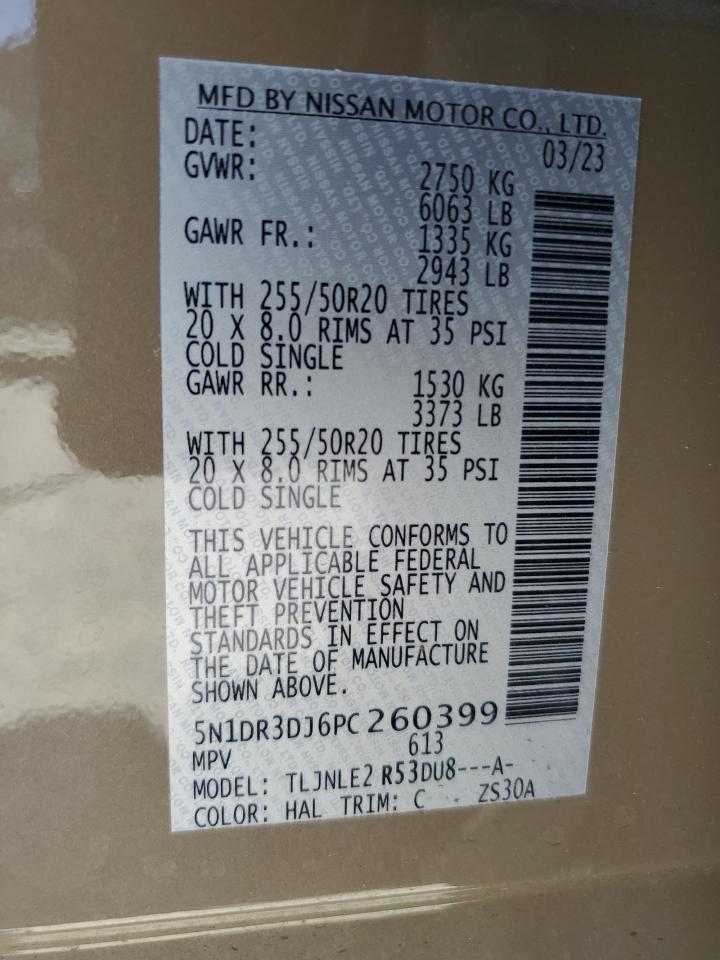 MFD BY NISSAN MOTOR CO., LTD.
DATE: 03/23
GVWR: 2750 KG
6063 LB
GAWR FR.: 1335 KG
2943 LB
WITH 255/50R20 TIRES
20 X 8.0 RIMS AT 35 PSI
COLD SINGLE
GAWR RR.: 1530 KG
3373 LB
WITH 255/50R20 TIRES
20 X 8.0 RIMS AT 35 PSI
COLD SINGLE
THIS VEHICLE CONFORMS TO
ALL APPLICABLE FEDERAL
MOTOR VEHICLE SAFETY AND
THEFT PREVENTION
STANDARDS IN EFFECT ON
THE DATE OF MANUFACTURE
SHOWN ABOVE.
5N1DR3DJ6PC260399
MPV 613
MODEL: TLJNLE2 R53DU8---A-
COLOR: HAL TRIM: C ZS30A